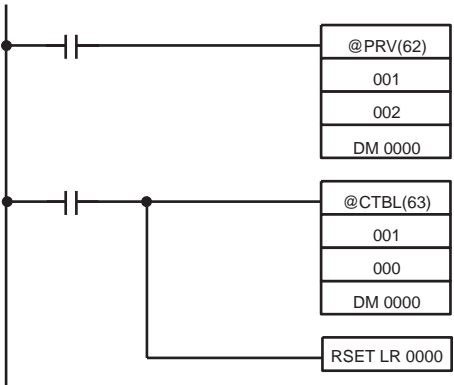 @PRV(62)
001
002
DM 0000
@CTBL(63)
001
000
DM 0000
RSET LR 0000